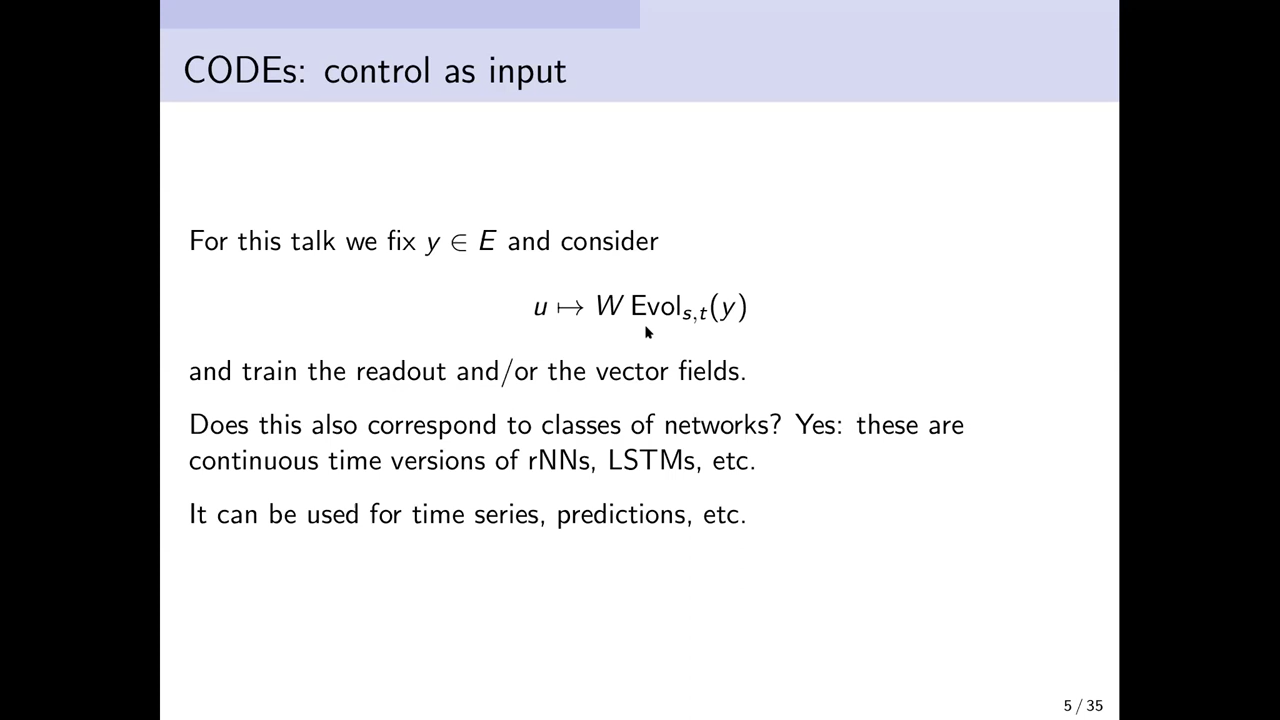 CODEs: control as input
For this talk we fix y ∈ E and consider
u ↦ W Evol_{s,t}(y)
and train the readout and/or the vector fields.
Does this also correspond to classes of networks? Yes: these are
continuous time versions of rNNs, LSTMs, etc.
It can be used for time series, predictions, etc.
5 / 35